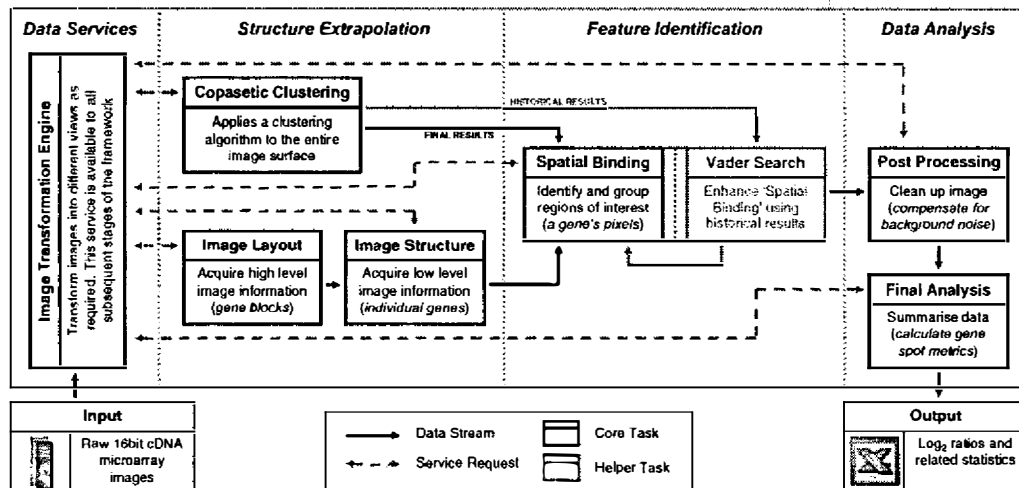 Data Services
Structure Extrapolation
Feature Identification
Data Analysis
Image Transformation Engine
Transform images into different views as
required. This service is available to all
subsequent stages of the framework
Copasetic Clustering
Applies a clustering
algorithm to the entire
image surface
HISTORICAL RESULTS
FINAL RESULTS
Spatial Binding
Identify and group
regions of interest
(a gene's pixels)
Vader Search
Enhance 'Spatial
Binding' using
historical results
Post Processing
Clean up image
(compensate for
background noise)
Image Layout
Acquire high level
image information
(gene blocks)
Image Structure
Acquire low level
image information
(individual genes)
Final Analysis
Summarise data
(calculate gene
spot metrics)
Input
Raw 16bit cDNA
microarray
images
Data Stream
Service Request
Core Task
Helper Task
Output
Log₂ ratios and
related statistics